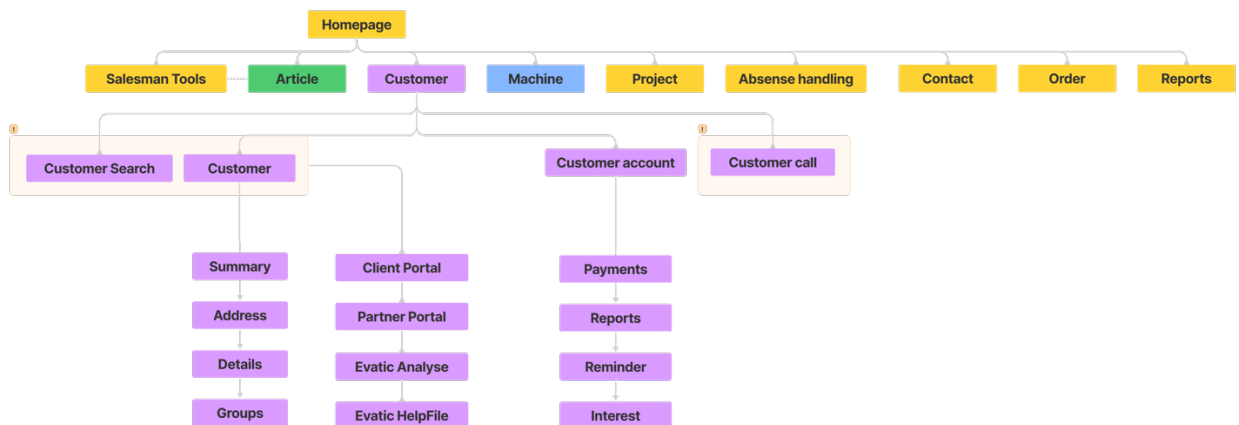 Homepage
Salesman Tools
Article
Customer
Machine
Project
Absense handling
Contact
Order
Reports
!
!
Customer Search
Customer
Customer account
Customer call
Summary
Client Portal
Payments
Address
Partner Portal
Reports
Details
Evatic Analyse
Reminder
Groups
Evatic HelpFile
Interest